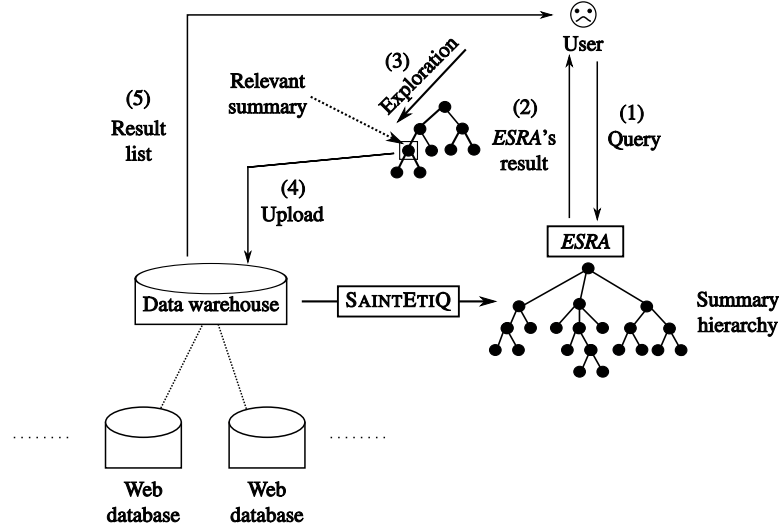 User
(3)
Exploration
Relevant
summary
(5)
Result
list
(2)
ESRA's
result
(1)
Query
(4)
Upload
ESRA
Data warehouse
SAINTETIQ
Summary
hierarchy
Web
database
Web
database